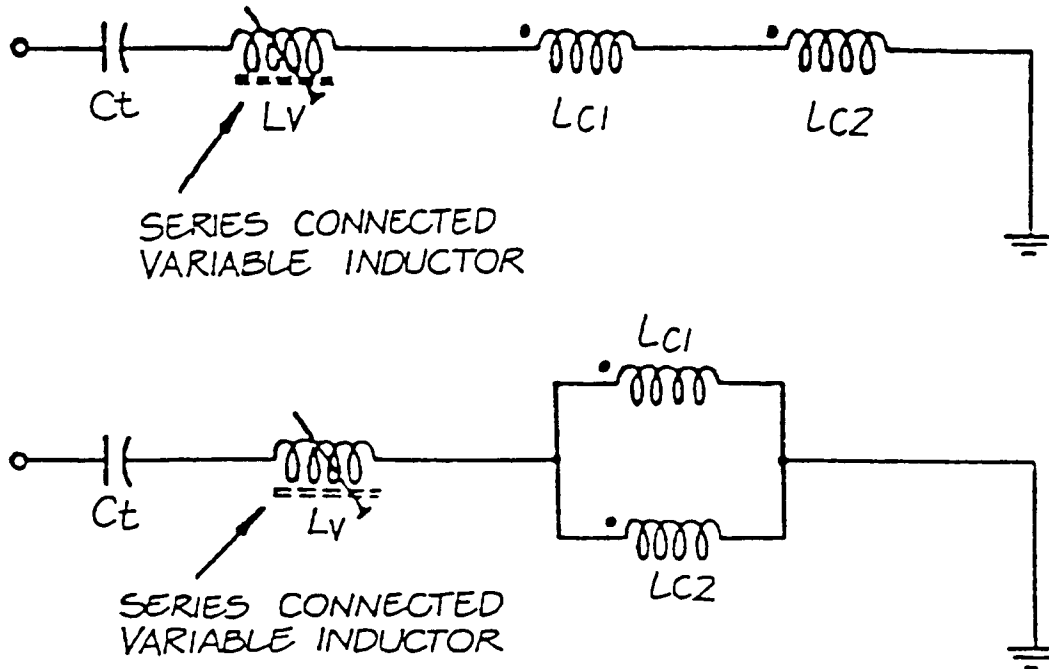 Ct
LV
LC1
LC2
SERIES CONNECTED
VARIABLE INDUCTOR
LC1
Ct
LV
LC2
SERIES CONNECTED
VARIABLE INDUCTOR